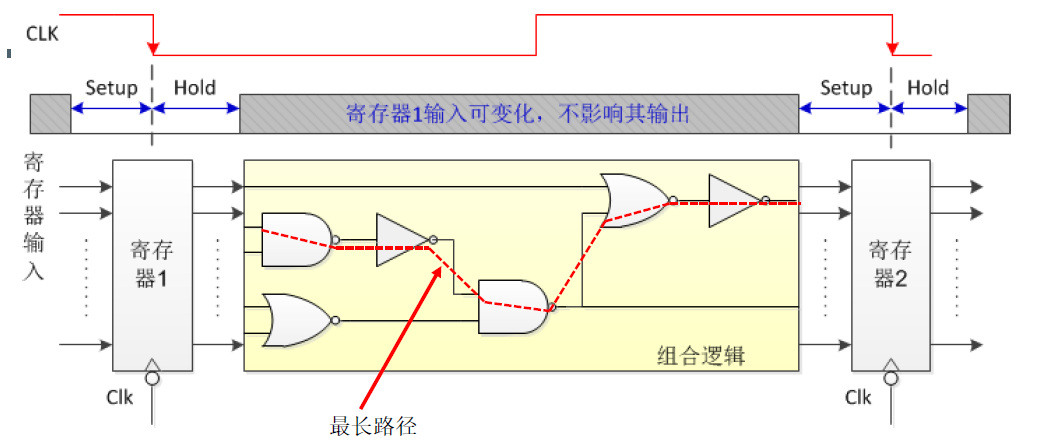 CLK
Setup
Hold
寄存器1输入可变化，不影响其输出
Setup
Hold
寄存器输入
寄存
器1
组合逻辑
寄存
器2
Clk
Clk
最长路径